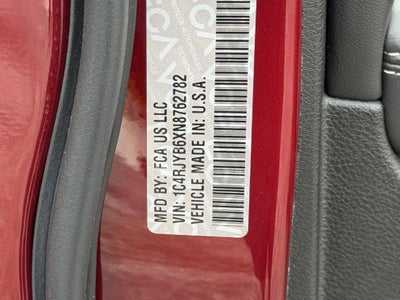 MFD BY: FCA US LLC
VIN: 1C4RJYB6XN8762782
VEHICLE MADE IN: U.S.A.